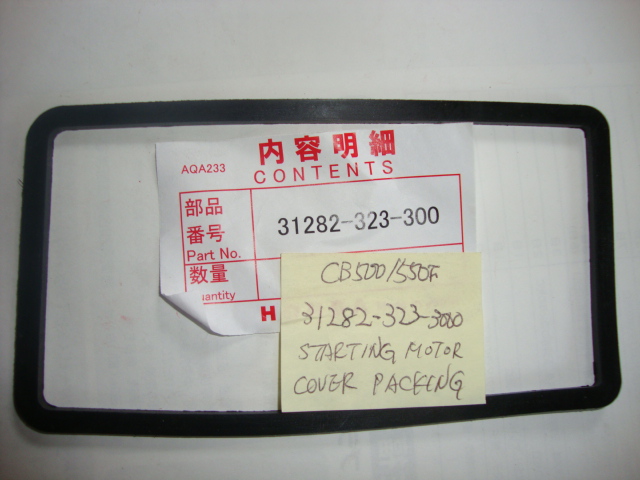 AQA233
内容明細
CONTENTS
部品
番号
Part No.
31282-323-300
数量
uantity
H
CB500/550F
31282-323-3000
STARTING MOTOR
COVER PACKING